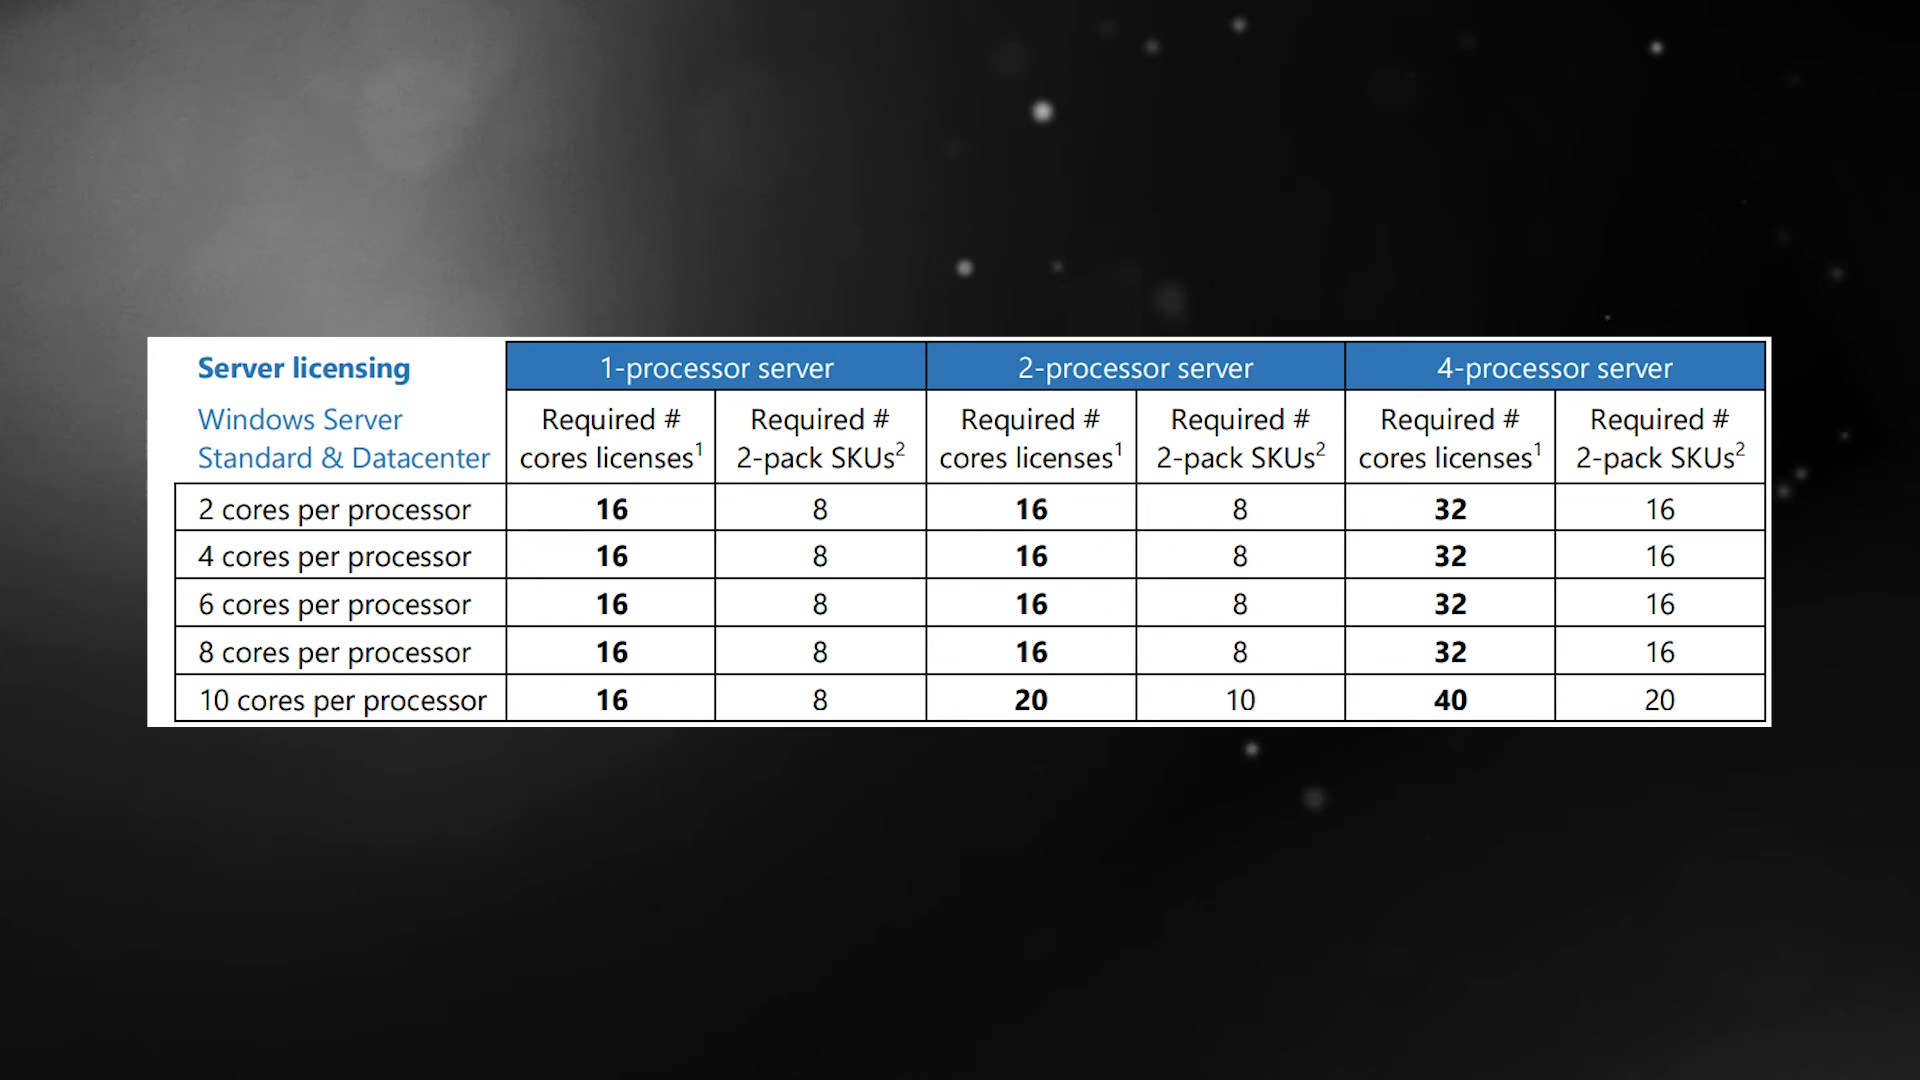 Server licensing 1-processor server 2-processor server 4-processor server
Windows Server Required # Required # Required # Required # Required # Required #
Standard & Datacenter cores licenses¹ 2-pack SKUs² cores licenses¹ 2-pack SKUs² cores licenses¹ 2-pack SKUs²
2 cores per processor 16 8 16 8 32 16
4 cores per processor 16 8 16 8 32 16
6 cores per processor 16 8 16 8 32 16
8 cores per processor 16 8 16 8 32 16
10 cores per processor 16 8 20 10 40 20